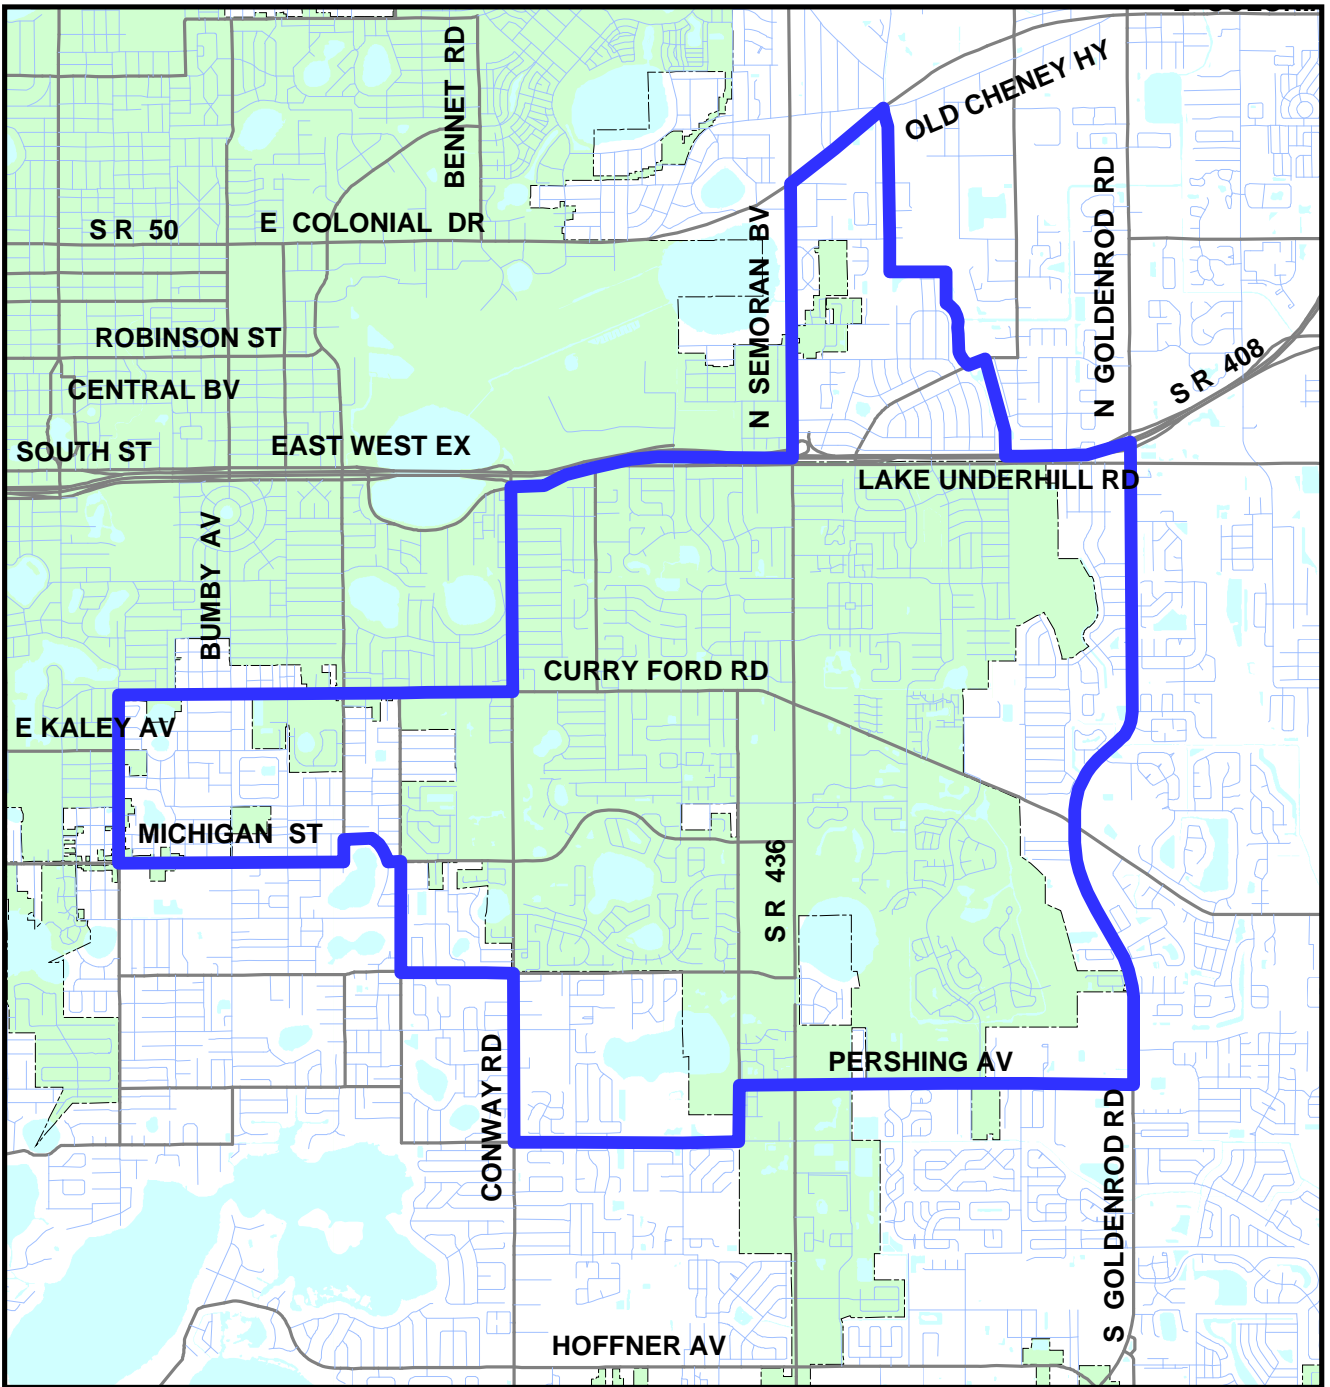 OLD CHENEY HY
BENNET RD
N GOLDENROD RD
S R 50
E COLONIAL DR
N SEMORAN BV
ROBINSON ST
S R 408
CENTRAL BV
SOUTH ST
EAST WEST EX
LAKE UNDERHILL RD
BUMBY AV
CURRY FORD RD
E KALEY AV
MICHIGAN ST
S R 436
PERSHING AV
CONWAY RD
S GOLDENROD RD
HOFFNER AV